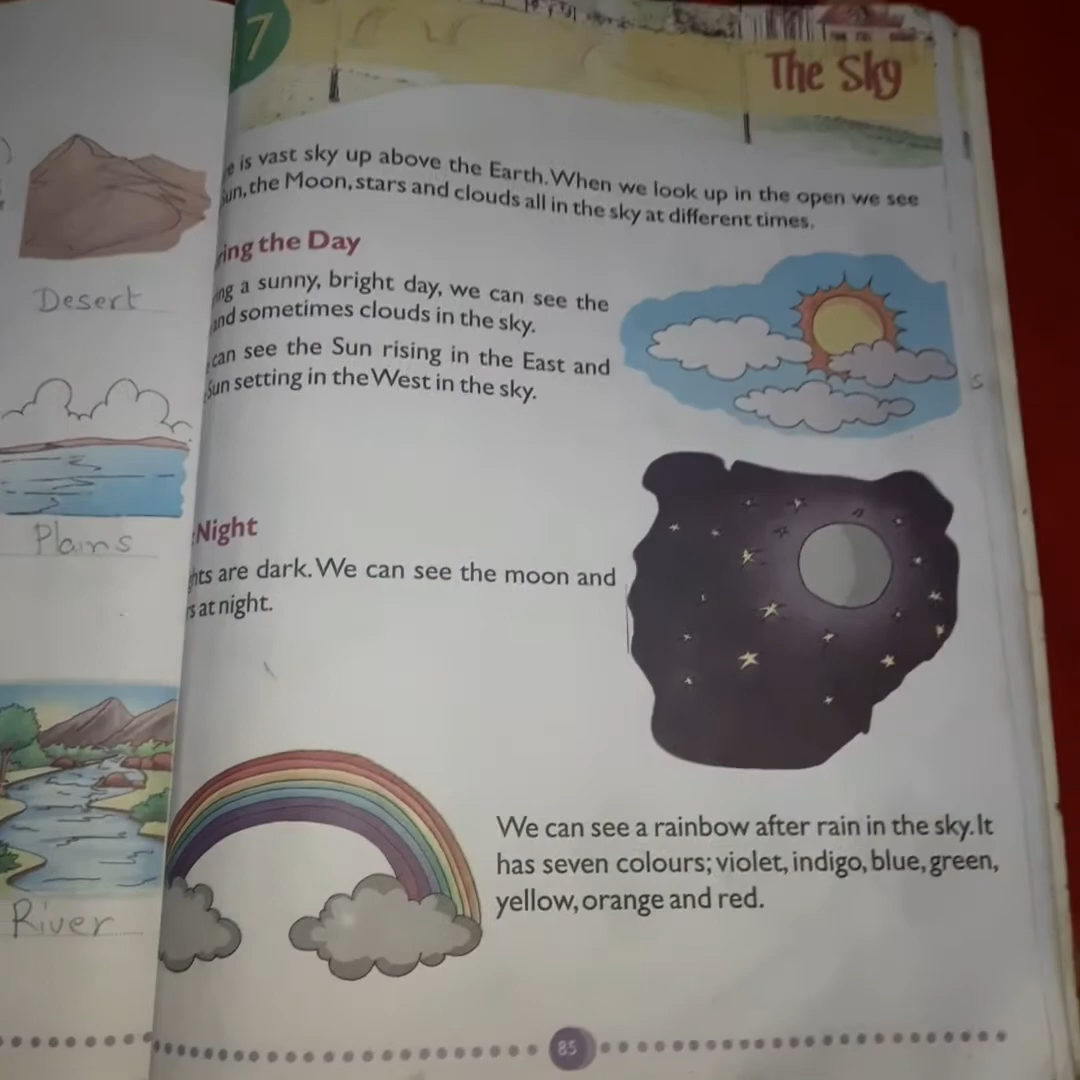 Desert
Plains
River
7
The Sky
is vast sky up above the Earth. When we look up in the open we see
the Moon, stars and clouds all in the sky at different times.
the Day
a sunny, bright day, we can see the
sometimes clouds in the sky.
can see the Sun rising in the East and
Sun setting in the West in the sky.
Night
are dark. We can see the moon and
at night.
We can see a rainbow after rain in the sky. It
has seven colours; violet, indigo, blue, green,
yellow, orange and red.
85